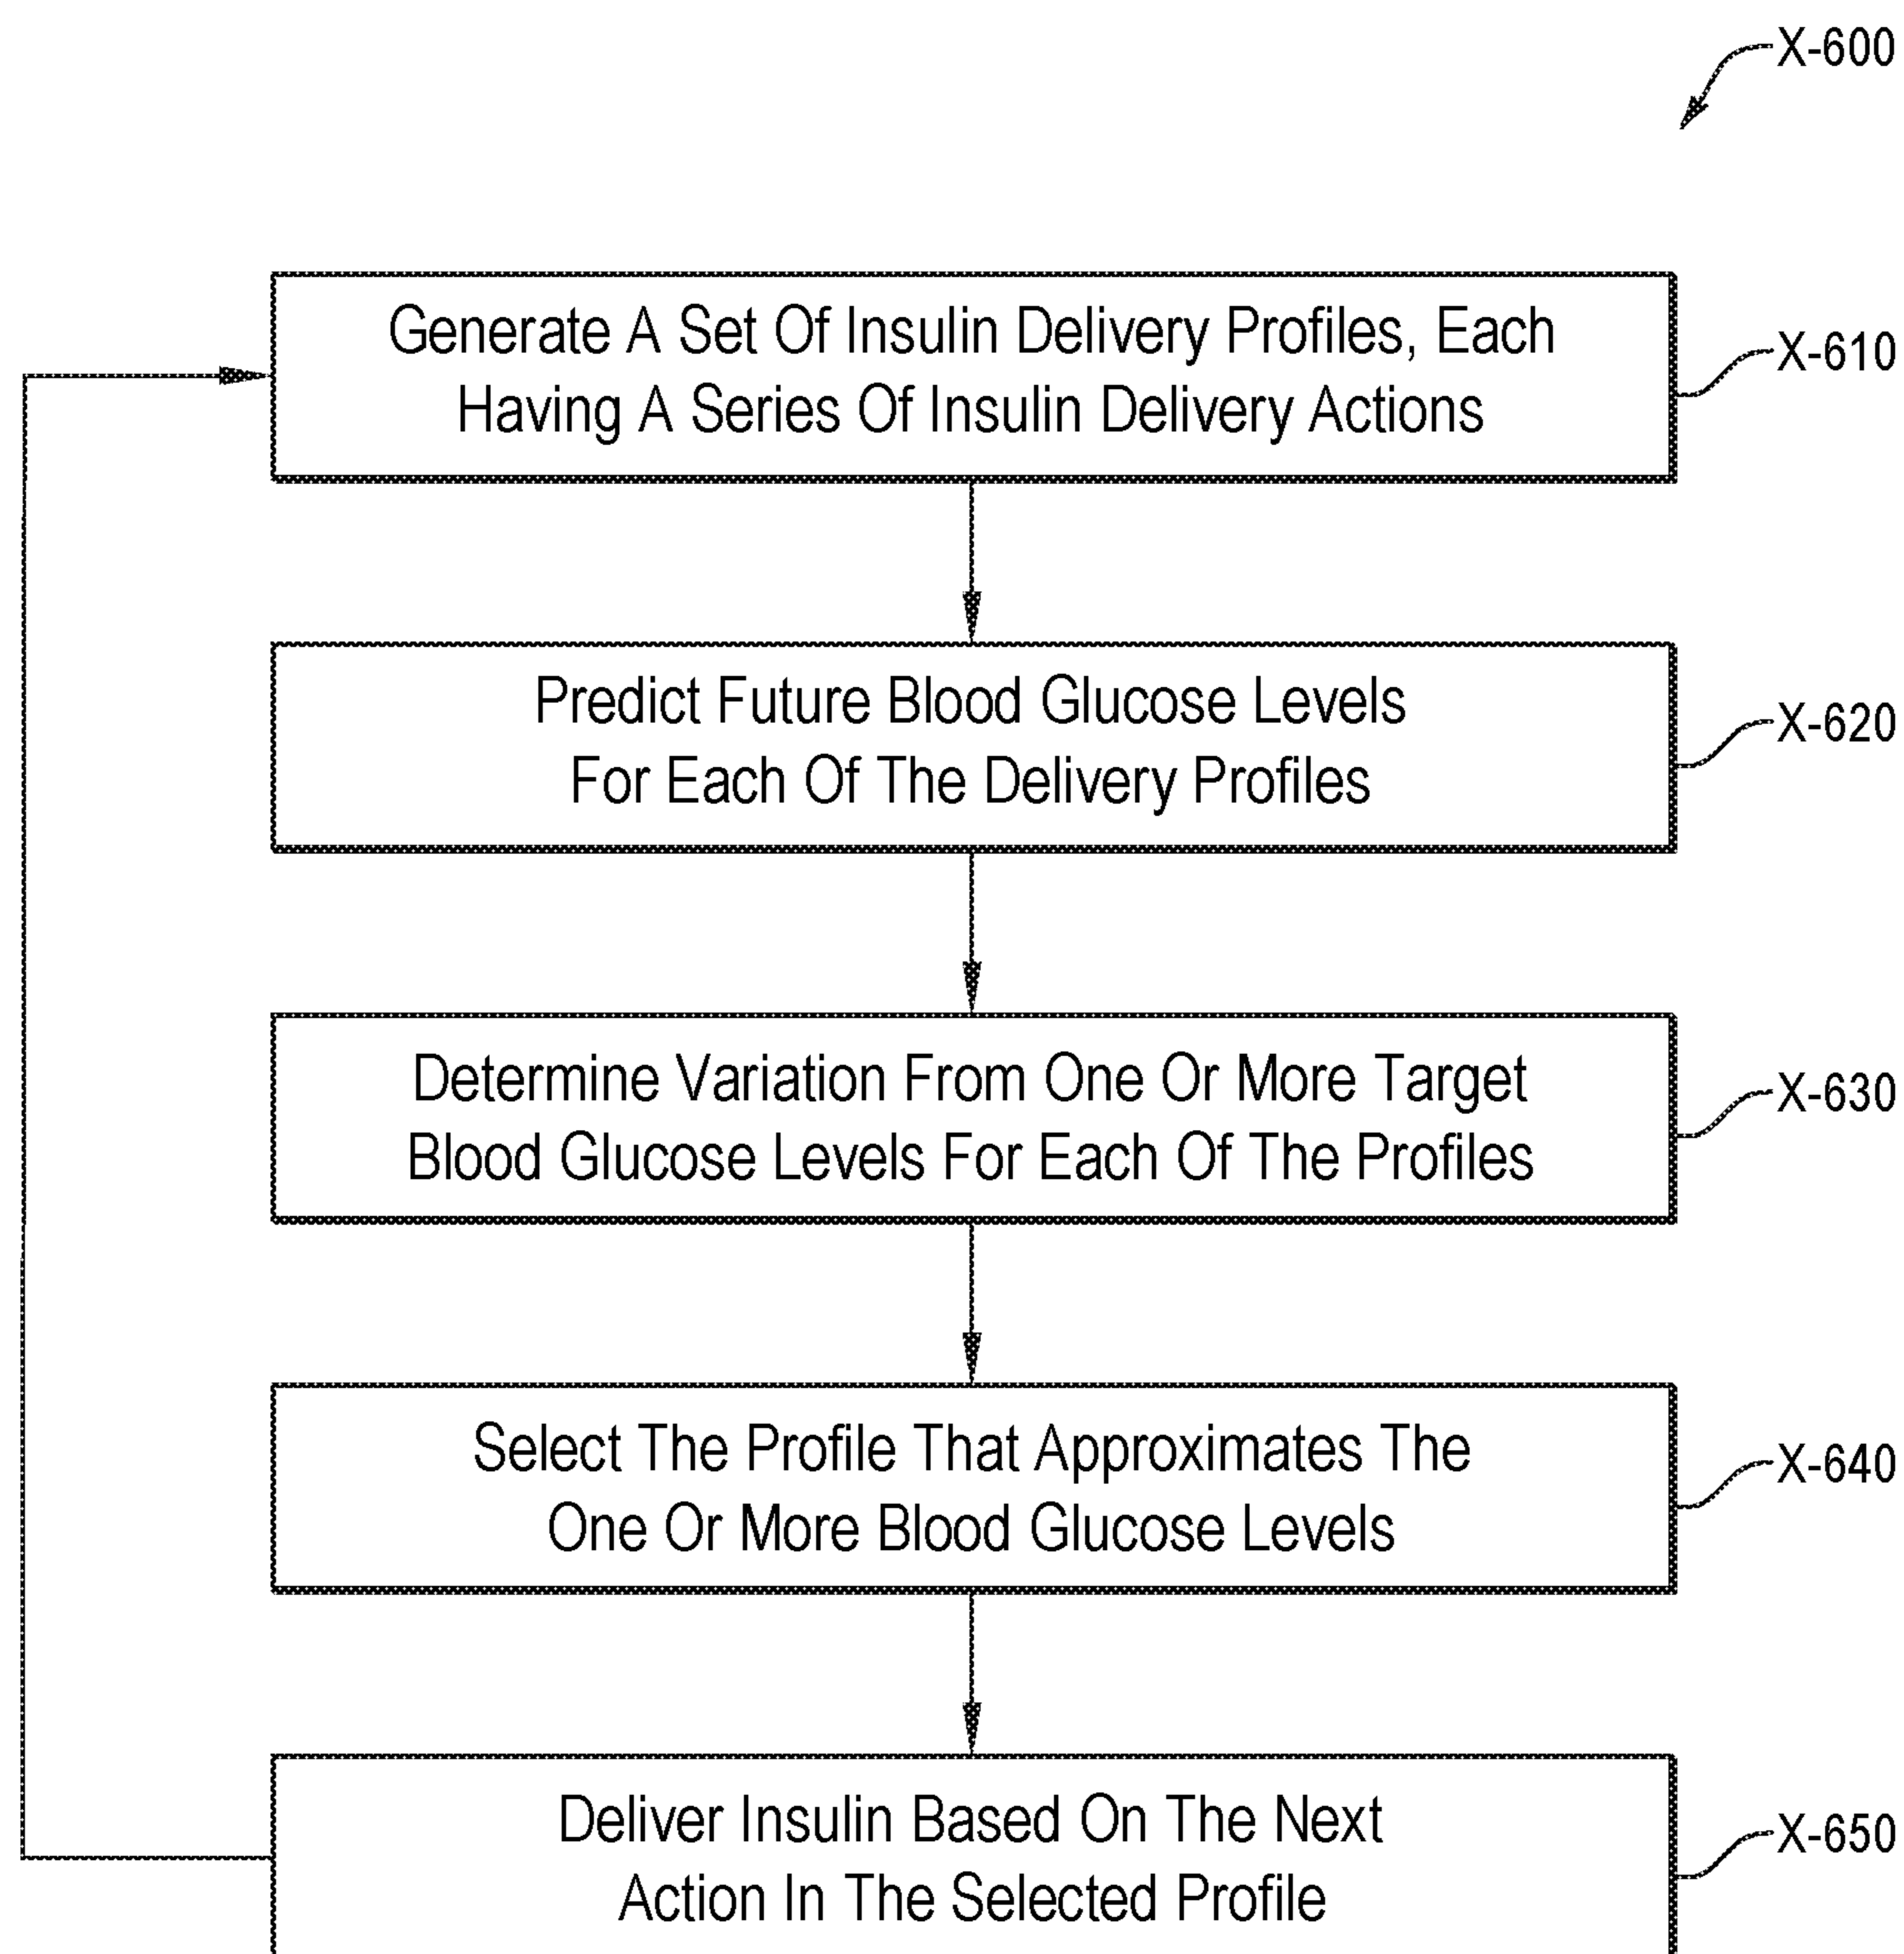 X-600
Generate A Set Of Insulin Delivery Profiles, Each
Having A Series Of Insulin Delivery Actions
X-610
Predict Future Blood Glucose Levels
For Each Of The Delivery Profiles
X-620
Determine Variation From One Or More Target
Blood Glucose Levels For Each Of The Profiles
X-630
Select The Profile That Approximates The
One Or More Blood Glucose Levels
X-640
Deliver Insulin Based On The Next
Action In The Selected Profile
X-650